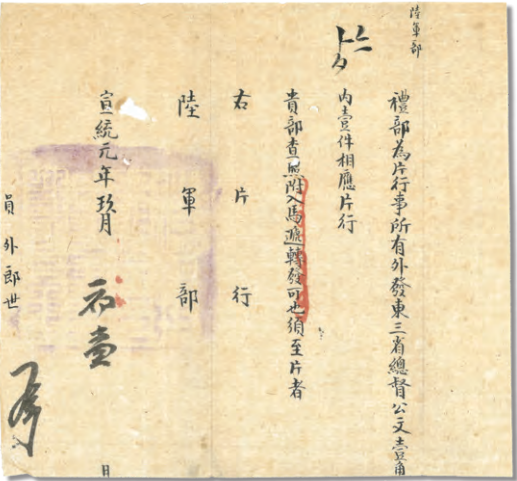 陸軍部
禮部為片行事所有外發東三省總督公文壹角
內壹件相應片行
貴部查照附入馬遞轉發可也須至片者
右片行
陸軍部
宣統元年玖月
初壹
日
員外郎世